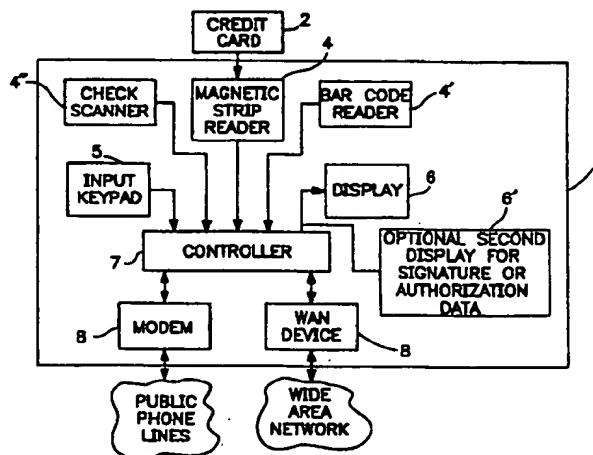 CREDIT
CARD
2
4
4"
CHECK
SCANNER
MAGNETIC
STRIP
READER
BAR CODE
READER
4'
5
INPUT
KEYPAD
DISPLAY
6
6'
CONTROLLER
7
OPTIONAL SECOND
DISPLAY FOR
SIGNATURE OR
AUTHORIZATION
DATA
8
MODEM
WAN
DEVICE
8
PUBLIC
PHONE
LINES
WIDE
AREA
NETWORK